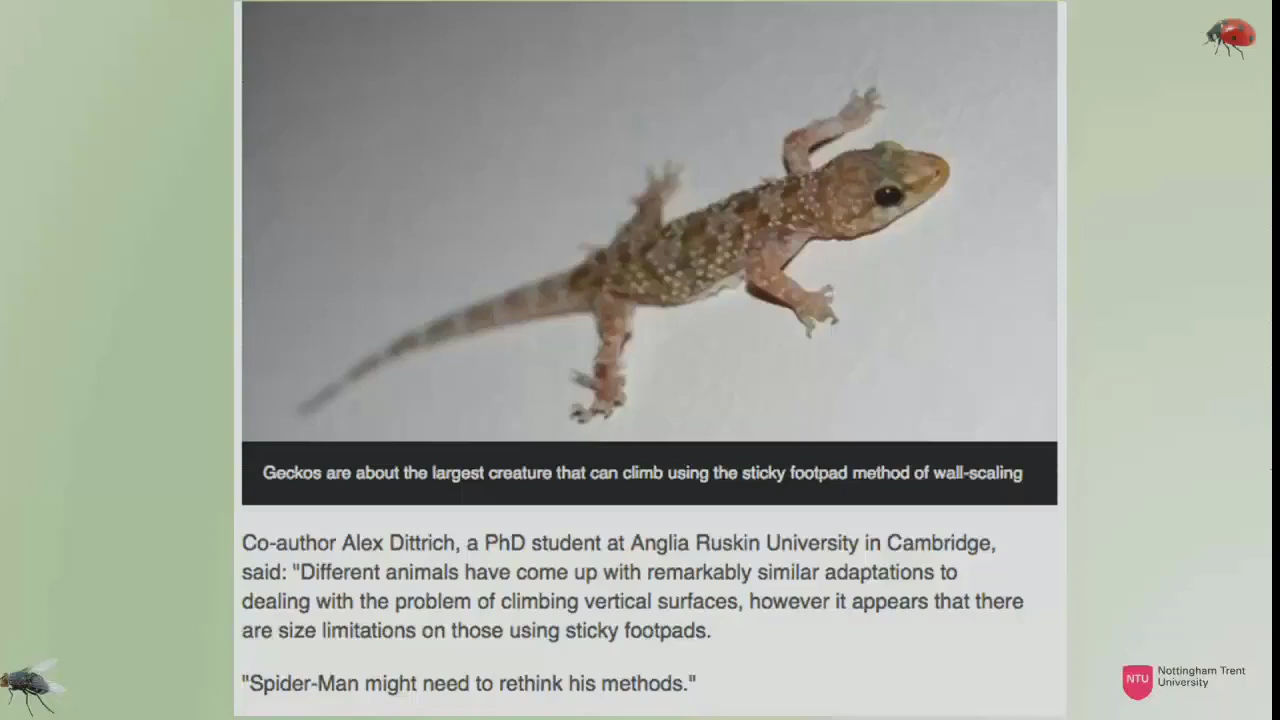 Geckos are about the largest creature that can climb using the sticky footpad method of wall-scaling
Co-author Alex Dittrich, a PhD student at Anglia Ruskin University in Cambridge,
said: "Different animals have come up with remarkably similar adaptations to
dealing with the problem of climbing vertical surfaces, however it appears that there
are size limitations on those using sticky footpads.
"Spider-Man might need to rethink his methods."
NTU
Nottingham Trent
University